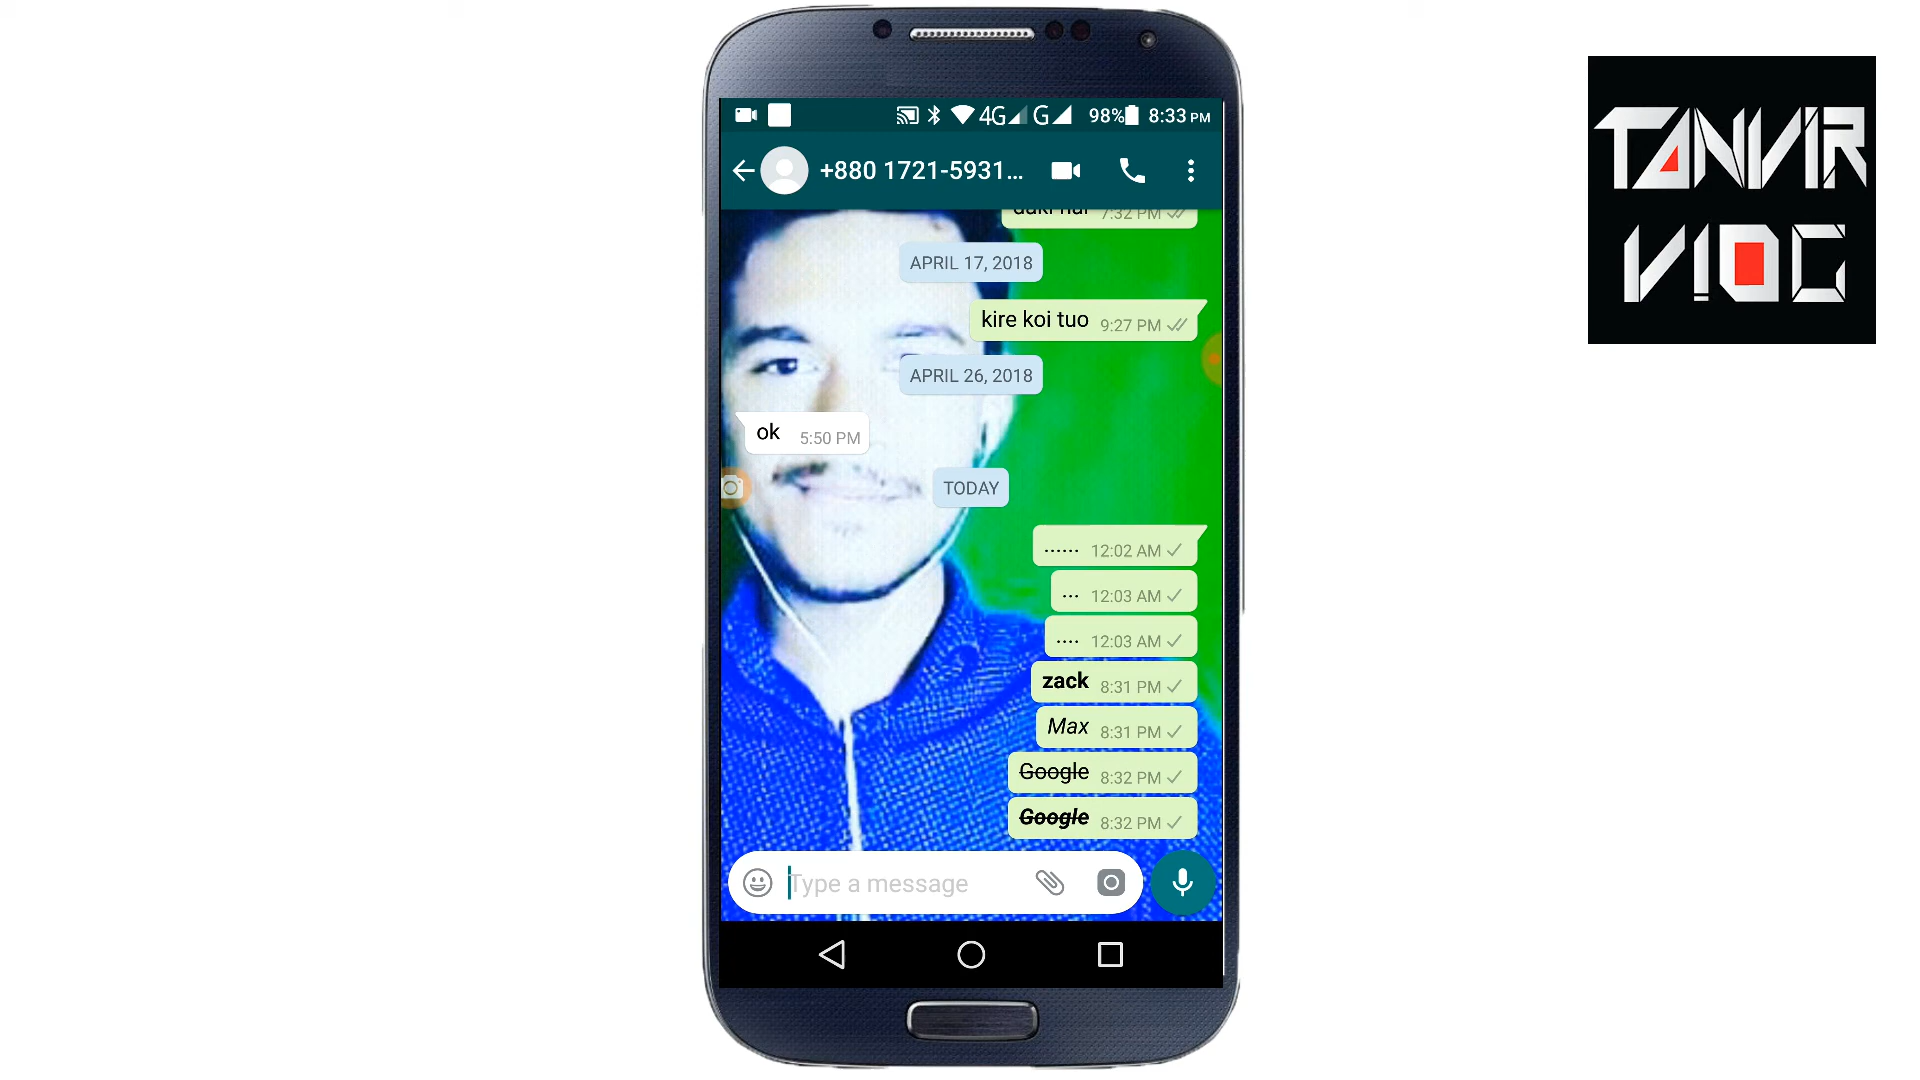 4G G 98% 8:33 PM
+880 1721-5931...
7:32 PM
APRIL 17, 2018
kire koi tuo 9:27 PM
APRIL 26, 2018
ok 5:50 PM
TODAY
...... 12:02 AM
... 12:03 AM
.... 12:03 AM
zack 8:31 PM
Max 8:31 PM
Google 8:32 PM
Google 8:32 PM
Type a message
TANVIR
VlOG